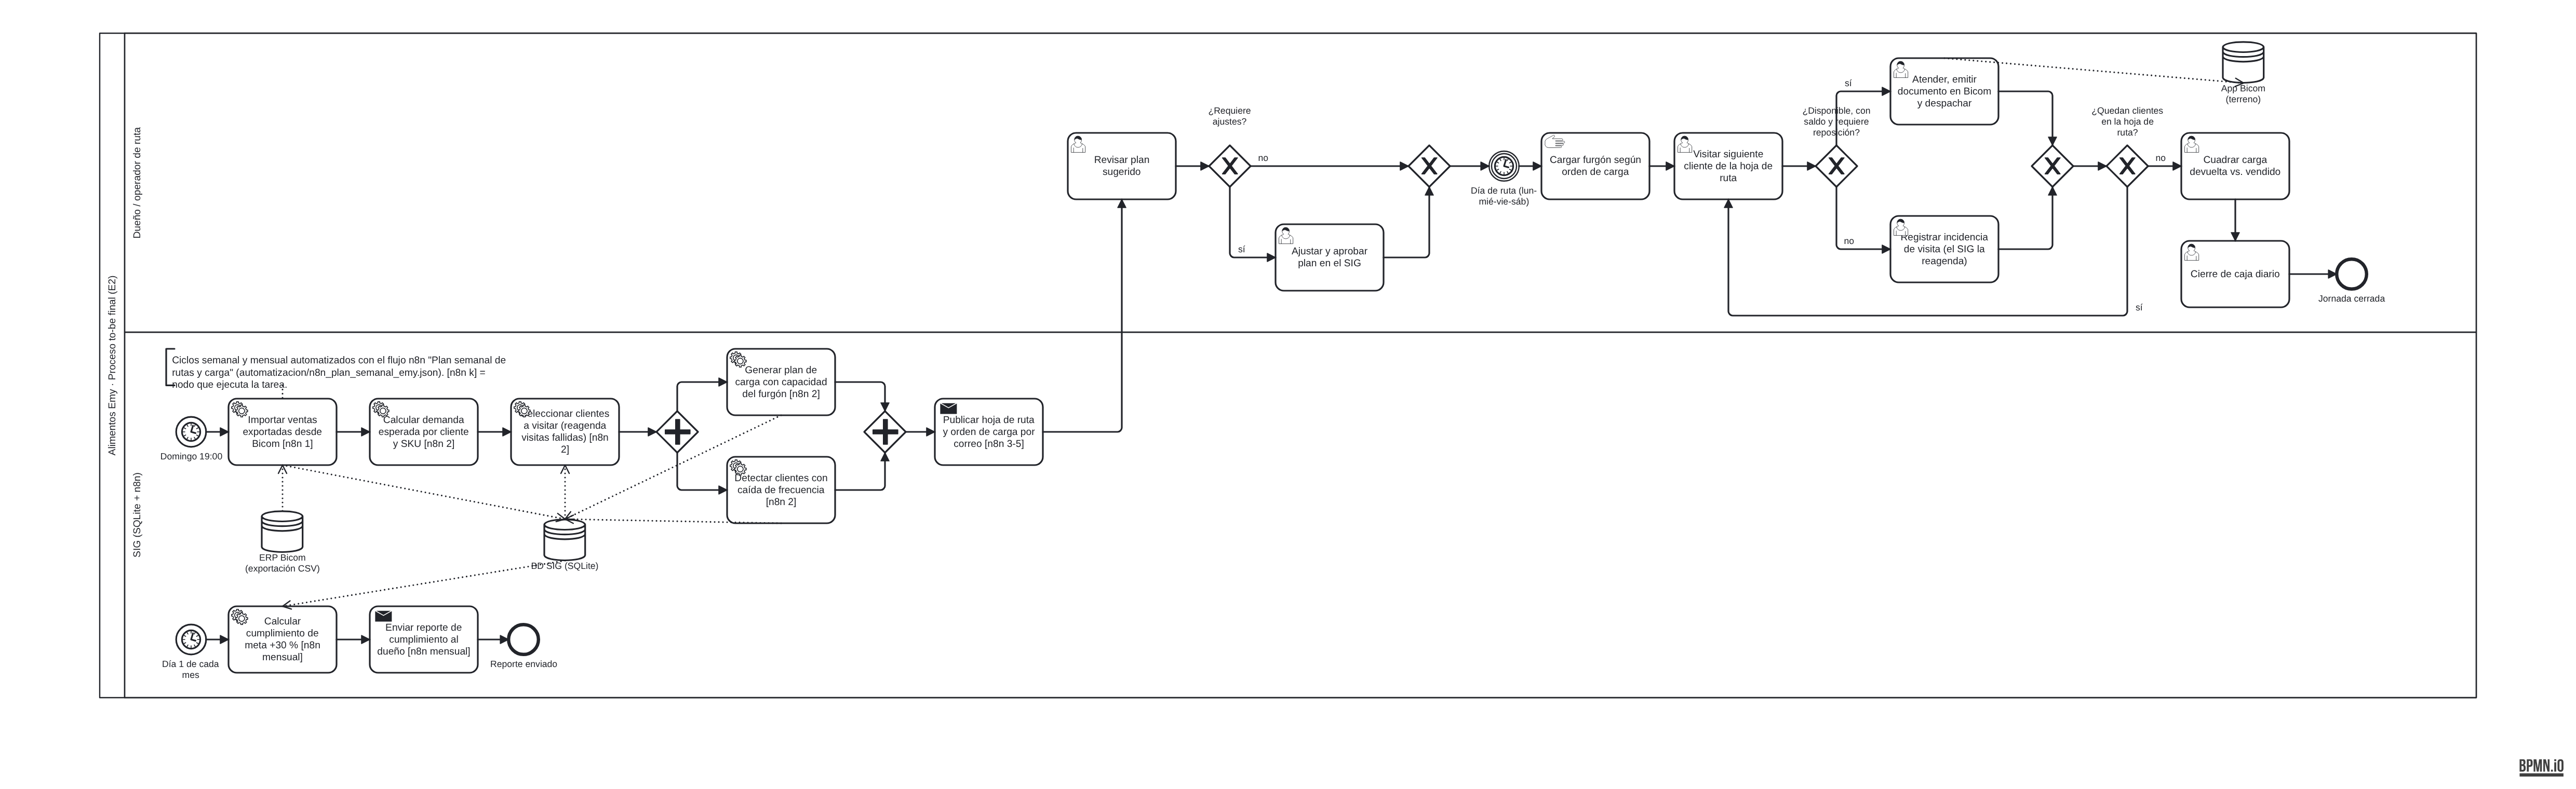 Alimentos Emy · Proceso to-be final (E2)
Dueño / operador de ruta
Revisar plan
sugerido
¿Requiere
ajustes?
no
sí
Ajustar y aprobar
plan en el SIG
Día de ruta (lun-
mié-vie-sáb)
Cargar furgón según
orden de carga
Visitar siguiente
cliente de la hoja de
ruta
¿Disponible, con
saldo y requiere
reposición?
sí
no
Atender, emitir
documento en Bicom
y despachar
Registrar incidencia
de visita (el SIG la
reagenda)
App Bicom
(terreno)
¿Quedan clientes
en la hoja de
ruta?
no
sí
Cuadrar carga
devuelta vs. vendido
Cierre de caja diario
Jornada cerrada
SIG (SQLite + n8n)
Ciclos semanal y mensual automatizados con el flujo n8n "Plan semanal de
rutas y carga" (automatizacion/n8n_plan_semanal_emy.json). [n8n k] =
nodo que ejecuta la tarea.
Domingo 19:00
Importar ventas
exportadas desde
Bicom [n8n 1]
Calcular demanda
esperada por cliente
y SKU [n8n 2]
Seleccionar clientes
a visitar (reagenda
visitas fallidas) [n8n
2]
Generar plan de
carga con capacidad
del furgón [n8n 2]
Detectar clientes con
caída de frecuencia
[n8n 2]
Publicar hoja de ruta
y orden de carga por
correo [n8n 3-5]
ERP Bicom
(exportación CSV)
BD SIG (SQLite)
Día 1 de cada
mes
Calcular
cumplimiento de
meta +30 % [n8n
mensual]
Enviar reporte de
cumplimiento al
dueño [n8n mensual]
Reporte enviado
BPMN.iO